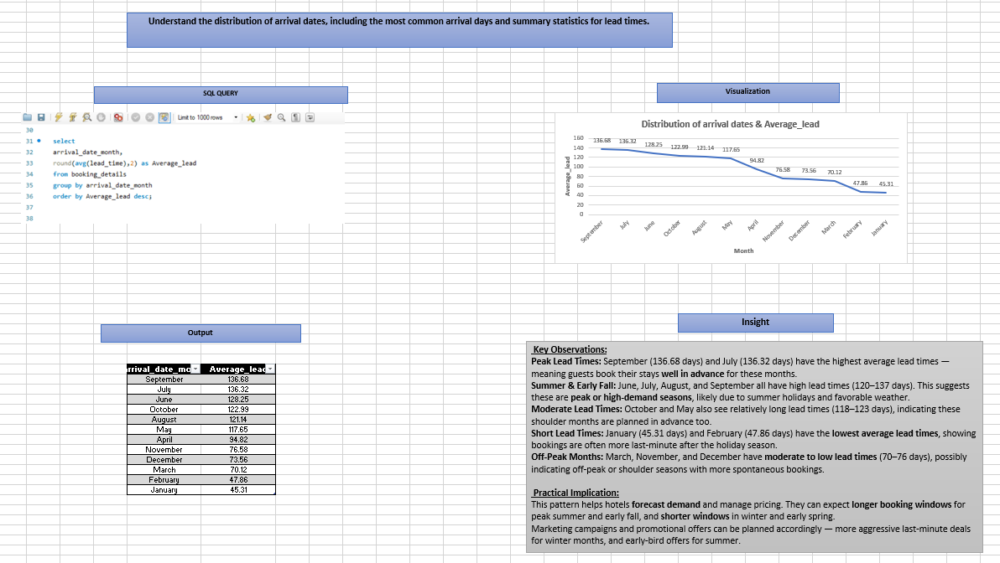 Understand the distribution of arrival dates, including the most common arrival days and summary statistics for lead times.
SQL QUERY
Limit to 1000 rows
30
31 select
32 arrival_date_month,
33 round(avg(lead_time),2) as Average_lead
34 from booking_details
35 group by arrival_date_month
36 order by Average_lead desc;
37
38
Visualization
Distribution of arrival dates & Average_lead
Average_lead
160
140
120
100
80
60
40
20
0
136.68 136.32 128.25 122.99 121.14 117.65 94.82 76.58 73.56 70.12 47.86 45.31
September July June October August May April November December March February January
Month
Output
rrival_date_mo Average_lead
September 136.68
July 136.32
June 128.25
October 122.99
August 121.14
May 117.65
April 94.82
November 76.58
December 73.56
March 70.12
February 47.86
January 45.31
Insight
Key Observations:
Peak Lead Times: September (136.68 days) and July (136.32 days) have the highest average lead times —
meaning guests book their stays well in advance for these months.
Summer & Early Fall: June, July, August, and September all have high lead times (120–137 days). This suggests
these are peak or high-demand seasons, likely due to summer holidays and favorable weather.
Moderate Lead Times: October and May also see relatively long lead times (118–123 days), indicating these
shoulder months are planned in advance too.
Short Lead Times: January (45.31 days) and February (47.86 days) have the lowest average lead times, showing
bookings are often more last-minute after the holiday season.
Off-Peak Months: March, November, and December have moderate to low lead times (70–76 days), possibly
indicating off-peak or shoulder seasons with more spontaneous bookings.
Practical Implication:
This pattern helps hotels forecast demand and manage pricing. They can expect longer booking windows for
peak summer and early fall, and shorter windows in winter and early spring.
Marketing campaigns and promotional offers can be planned accordingly — more aggressive last-minute deals
for winter months, and early-bird offers for summer.